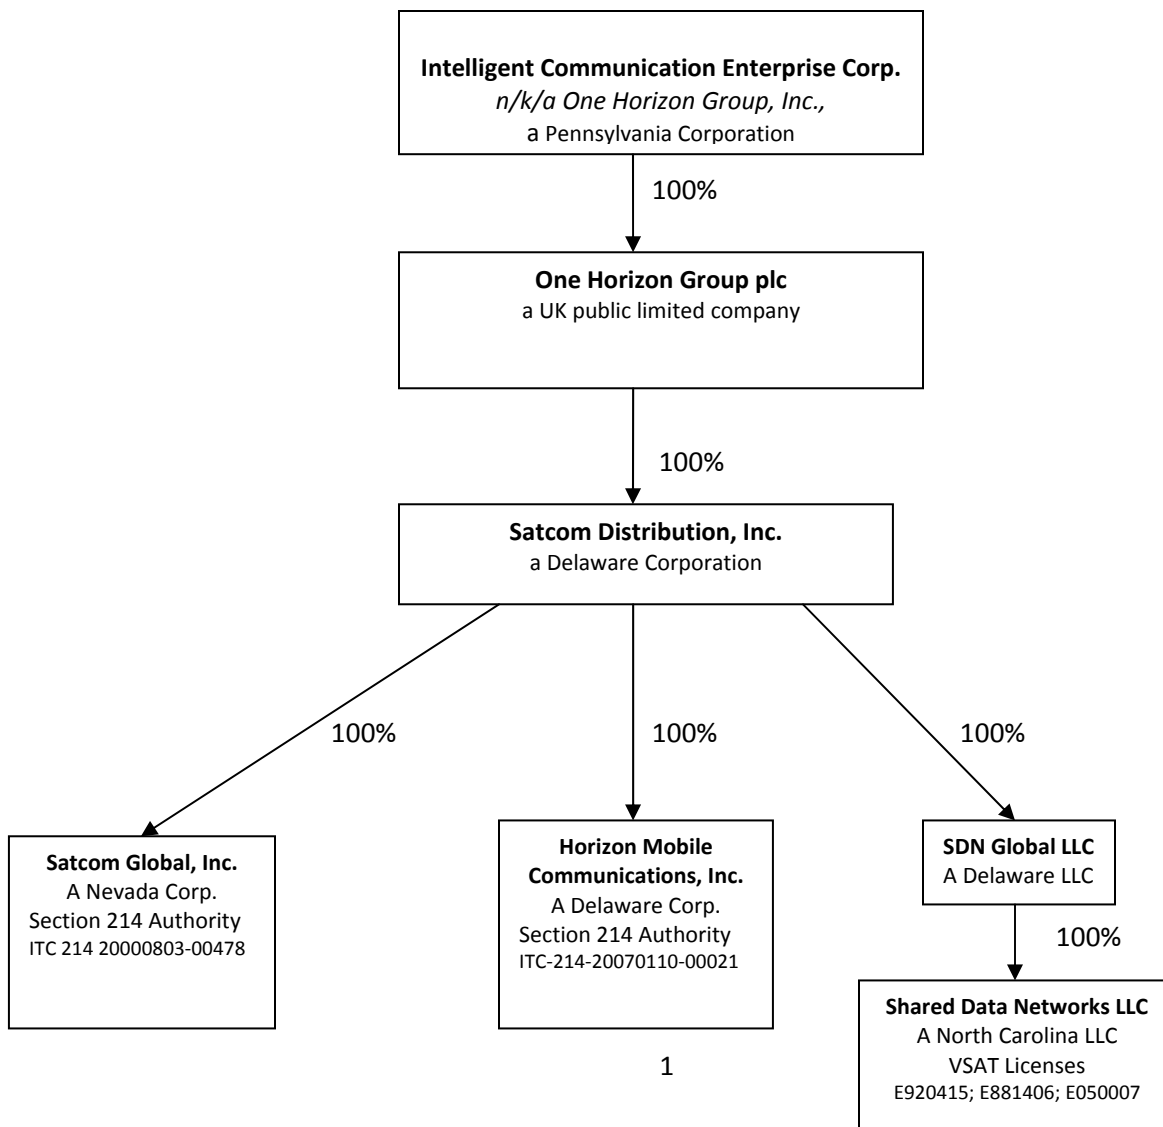 Intelligent Communication Enterprise Corp.
n/k/a One Horizon Group, Inc.,
a Pennsylvania Corporation
100%
One Horizon Group plc
a UK public limited company
100%
Satcom Distribution, Inc.
a Delaware Corporation
100%
100%
100%
Satcom Global, Inc.
A Nevada Corp.
Section 214 Authority
ITC 214 20000803-00478
Horizon Mobile
Communications, Inc.
A Delaware Corp.
Section 214 Authority
ITC-214-20070110-00021
SDN Global LLC
A Delaware LLC
100%
Shared Data Networks LLC
A North Carolina LLC
VSAT Licenses
E920415; E881406; E050007
1